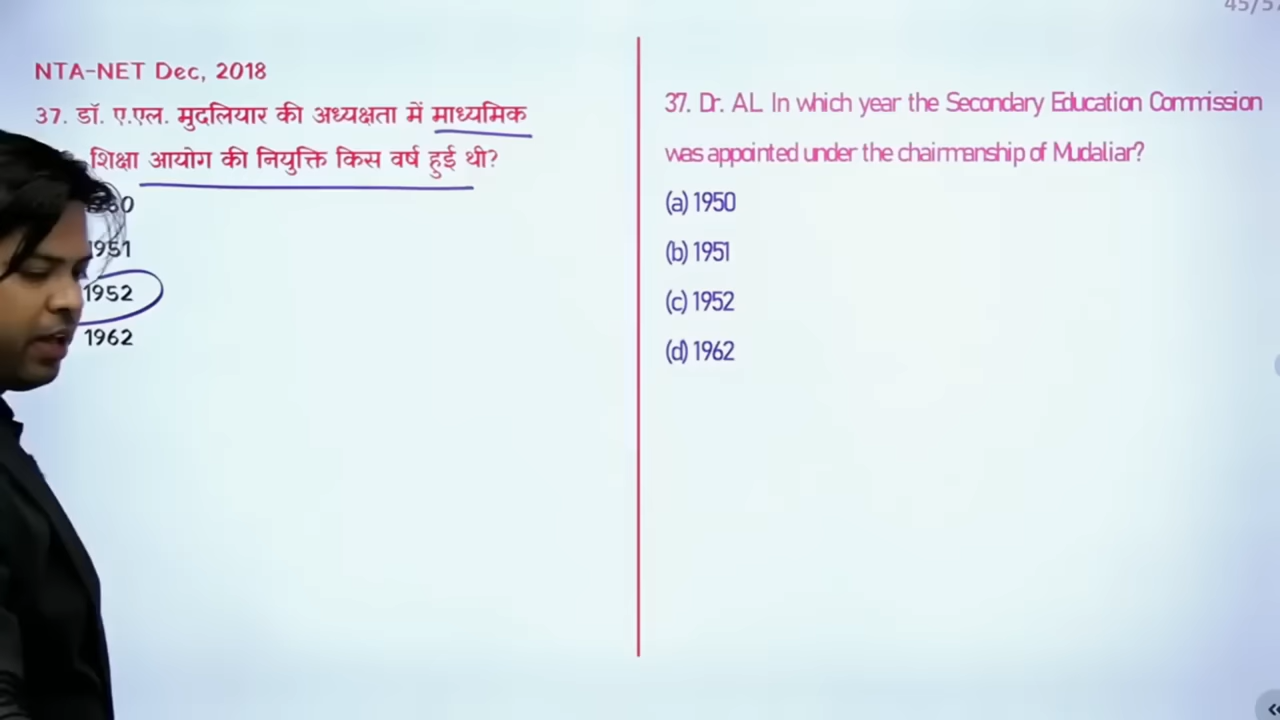 45/57
NTA-NET Dec, 2018
37. डॉ. ए.एल. मुदलियार की अध्यक्षता में माध्यमिक
शिक्षा आयोग की नियुक्ति किस वर्ष हुई थी?
1951
1952
1962
37. Dr. AL. In which year the Secondary Education Commission
was appointed under the chairmanship of Mudaliar?
(a) 1950
(b) 1951
(c) 1952
(d) 1962